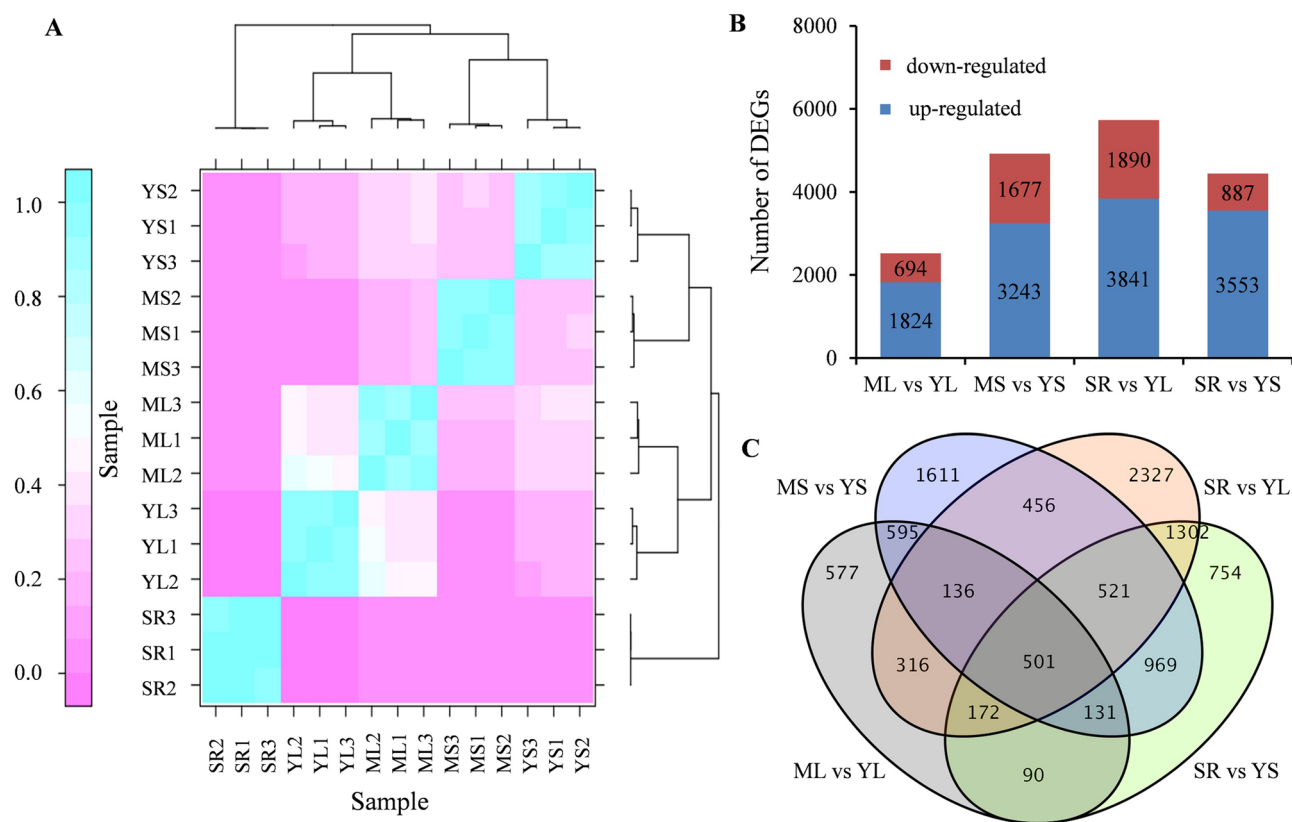 A
1.0
0.8
0.6
0.4
0.2
0.0
Sample
YS2
YS1
YS3
MS2
MS1
MS3
ML3
ML1
ML2
YL3
YL1
YL2
SR3
SR1
SR2
SR2 SR1 SR3 YL2 YL1 YL3 ML2 ML1 ML3 MS3 MS1 MS2 YS3 YS1 YS2
Sample
B
Number of DEGs
8000
6000
4000
2000
0
down-regulated
up-regulated
694
1824
1677
3243
1890
3841
887
3553
ML vs YL MS vs YS SR vs YL SR vs YS
C
MS vs YS
SR vs YL
ML vs YL
SR vs YS
1611
2327
456
595
1302
577
754
136
521
316
501
969
172
131
90